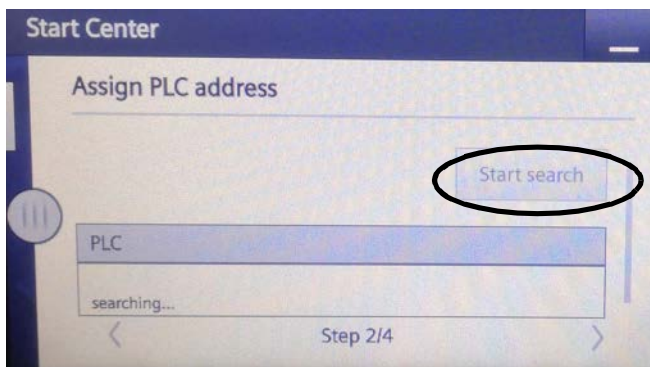 Start Center
Assign PLC address
Start search
PLC
searching...
Step 2/4